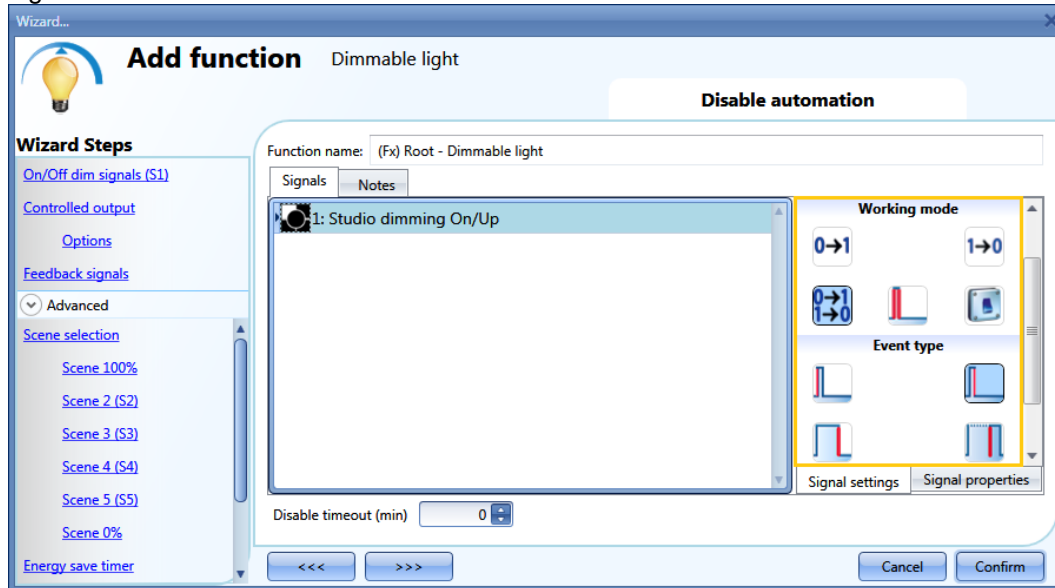 Wizard...
Add function Dimmable light
Disable automation
Wizard Steps
On/Off dim signals (S1)
Controlled output
Options
Feedback signals
Advanced
Scene selection
Scene 100%
Scene 2 (S2)
Scene 3 (S3)
Scene 4 (S4)
Scene 5 (S5)
Scene 0%
Energy save timer
Function name: (Fx) Root - Dimmable light
Signals Notes
1: Studio dimming On/Up
Working mode
0→1 1→0
0→1
1→0
Event type
Signal settings Signal properties
Disable timeout (min) 0
<<< >>> Cancel Confirm